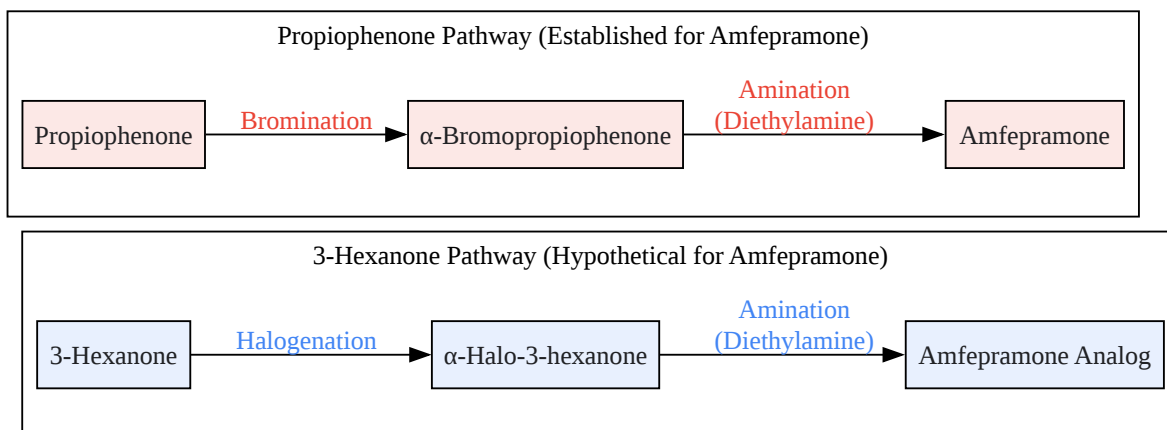 Propiophenone Pathway (Established for Amfepramone)
Propiophenone
Bromination
α-Bromopropiophenone
Amination
(Diethylamine)
Amfepramone
3-Hexanone Pathway (Hypothetical for Amfepramone)
3-Hexanone
Halogenation
α-Halo-3-hexanone
Amination
(Diethylamine)
Amfepramone Analog